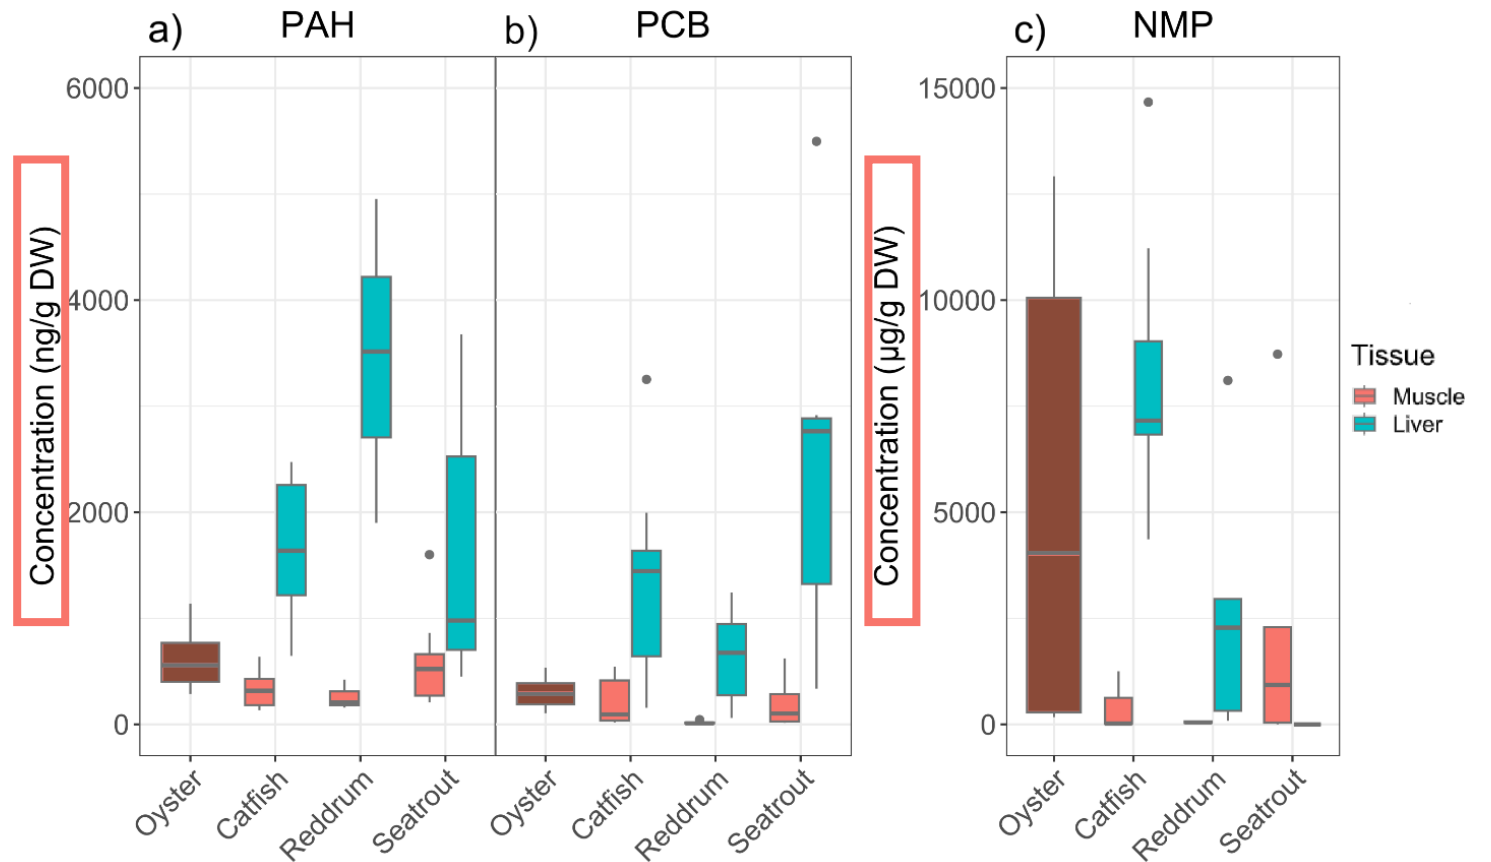 a) PAH
b) PCB
c) NMP
Concentration (ng/g DW)
6000
4000
2000
0
Oyster
Catfish
Reddrum
Seatrout
Oyster
Catfish
Reddrum
Seatrout
Concentration (µg/g DW)
15000
10000
5000
0
Oyster
Catfish
Reddrum
Seatrout
Tissue
Muscle
Liver